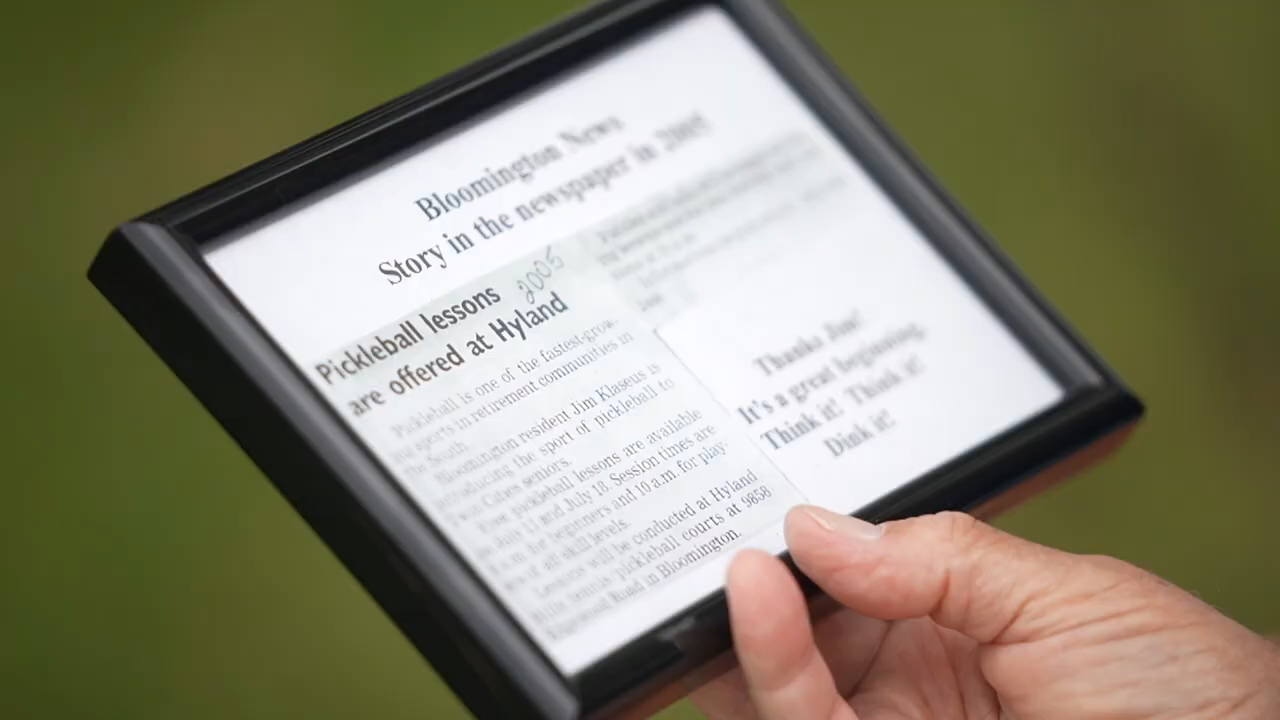 Bloomington News
Story in the newspaper in 2005
2005
Pickleball lessons
are offered at Hyland
Pickleball is one of the fastest-grow-
ing sports in retirement communities in
the South.
Bloomington resident Jim Klaseus is
introducing the sport of pickleball to
Twin Cities seniors.
Free pickleball lessons are available
on July 11 and July 18. Session times are
a.m. for beginners and 10 a.m. for play-
ers of all skill levels.
Lessons will be conducted at Hyland
Hills tennis/pickleball courts at 9858
Road in Bloomington.
Thanks Jim!
It's a great beginning.
Think it! Think it!
Dink it!